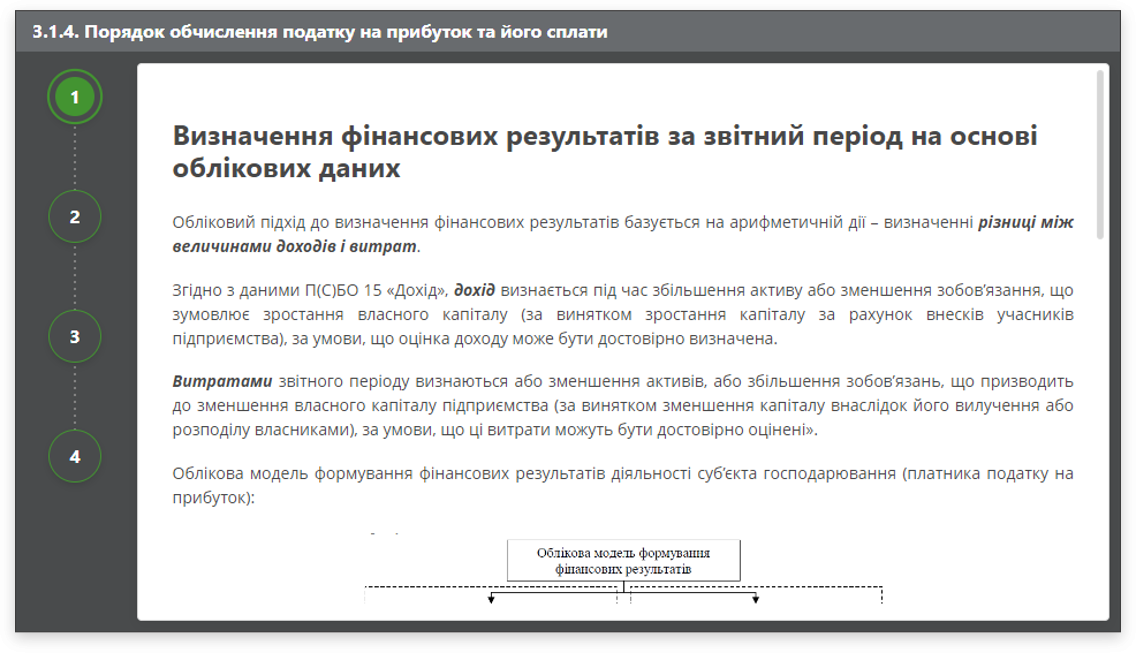 3.1.4. Порядок обчислення податку на прибуток та його сплати
1
2
3
4
Визначення фінансових результатів за звітний період на основі
облікових даних
Обліковий підхід до визначення фінансових результатів базується на арифметичній дії – визначенні різниці між
величинами доходів і витрат.
Згідно з даними П(С)БО 15 «Дохід», дохід визнається під час збільшення активу або зменшення зобов’язання, що
зумовлює зростання власного капіталу (за винятком зростання капіталу за рахунок внесків учасників
підприємства), за умови, що оцінка доходу може бути достовірно визначена.
Витратами звітного періоду визнаються або зменшення активів, або збільшення зобов’язань, що призводить
до зменшення власного капіталу підприємства (за винятком зменшення капіталу внаслідок його вилучення або
розподілу власниками), за умови, що ці витрати можуть бути достовірно оцінені».
Облікова модель формування фінансових результатів діяльності суб’єкта господарювання (платника податку на
прибуток):
Облікова модель формування
фінансових результатів